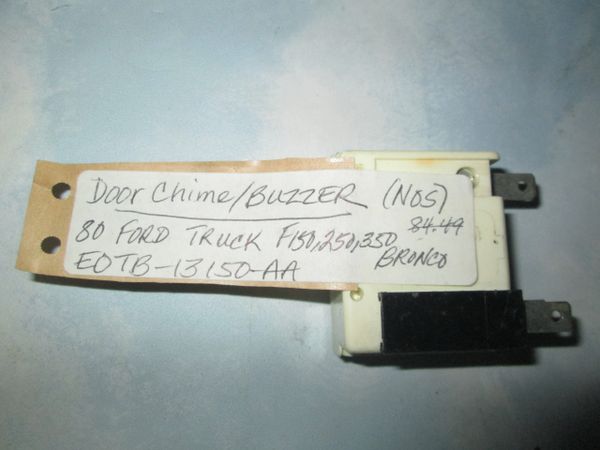 Door Chime/BUZZER (NOS)
80 FORD TRUCK F150,250,350 84.49
EOTB-13150-AA BRONCO